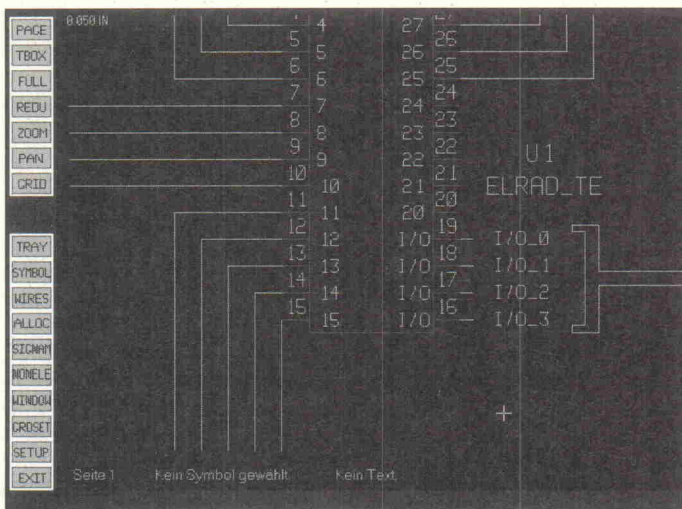 0.050 IN
PAGE
TBOX
FULL
REDU
ZOOM
PAN
GRID
TRAY
SYMBOL
WIRES
ALLOC
SIGNAM
NONELE
WINDOW
GRDSET
SETUP
EXIT
4 27
5 26
5 26
6 25
6 25
7 24
7 24
8 23
8 23
9 22
9 22
10 21
10 21
11 20
11 20
12 19
12 I/O I/O_0
13 18
13 I/O I/O_1
14 17
14 I/O I/O_2
15 16
15 I/O I/O_3
U1
ELRAD_TE
Seite 1 Kein Symbol gewählt. Kein Text.